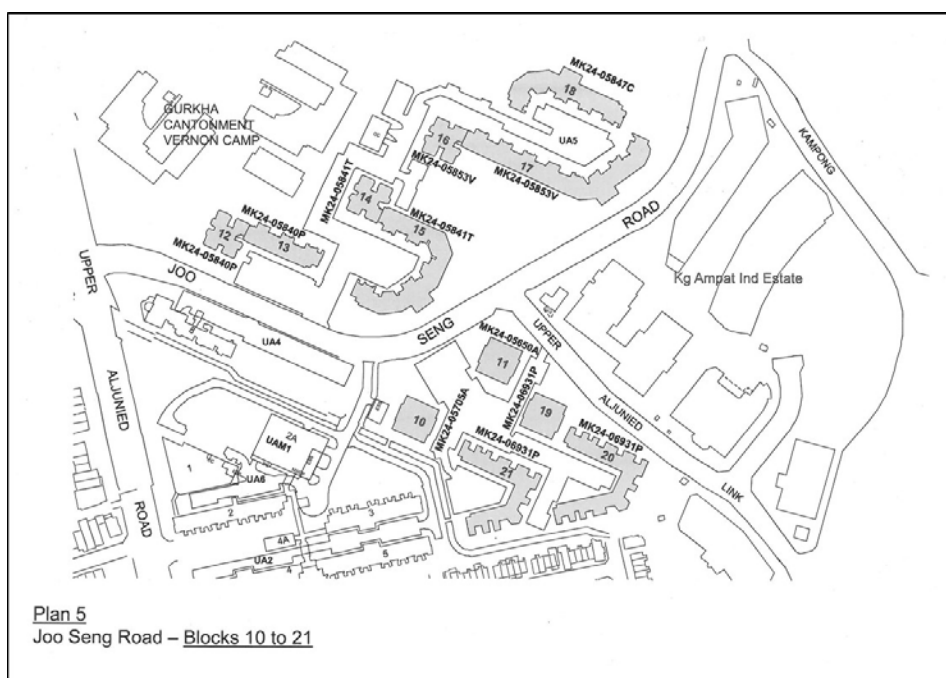 MK24-05847C
18
GURKHA
CANTONMENT
VERNON CAMP
UA5
16
17
MK24-05853V
MK24-05853V
KAMPONG
MK24-05841T
14
MK24-05841T
15
MK24-05840P
12
13
MK24-05840P
ROAD
UPPER
JOO
Kg Ampat Ind Estate
SENG
UA4
MK24-05650A
11
UPPER
ALJUNIED
LINK
MK24-06931P
19
MK24-05705A
10
MK24-06931P
20
MK24-06931P
21
ALJUNIED
ROAD
2A
UAM1
1
UA6
2
3
4A
5
UA2
4
Plan 5
Joo Seng Road – Blocks 10 to 21